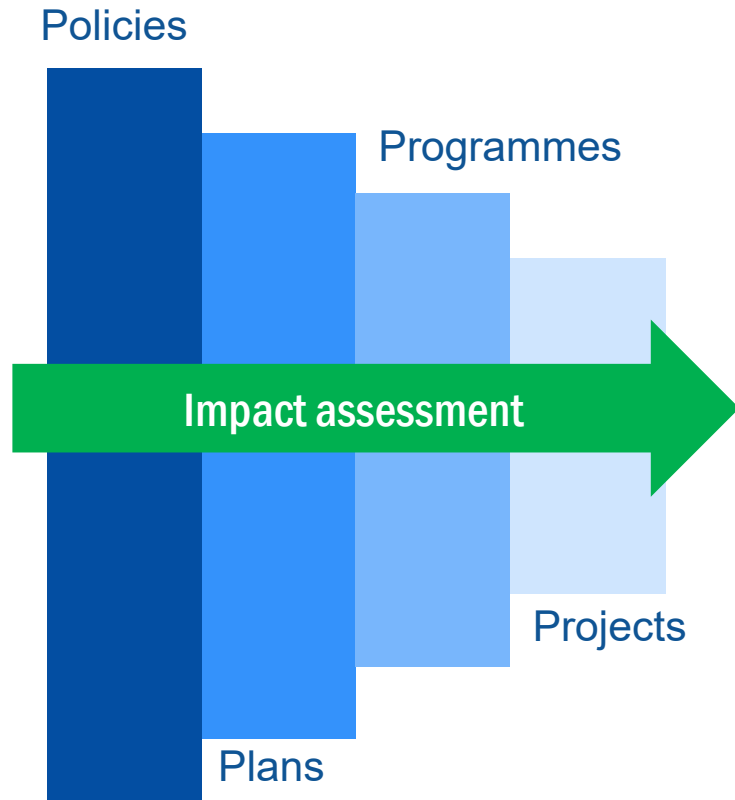 Policies
Programmes
Impact assessment
Projects
Plans